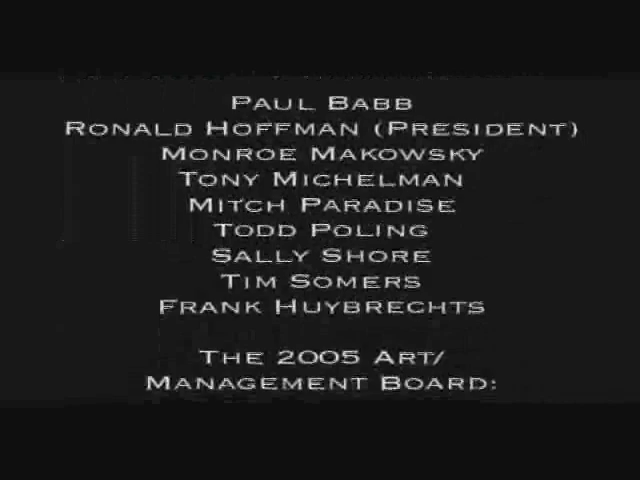 Paul Babb
Ronald Hoffman (President)
Monroe Makowsky
Tony Michelman
Mitch Paradise
Todd Poling
Sally Shore
Tim Somers
Frank Huybrechts
The 2005 Art/
Management Board: